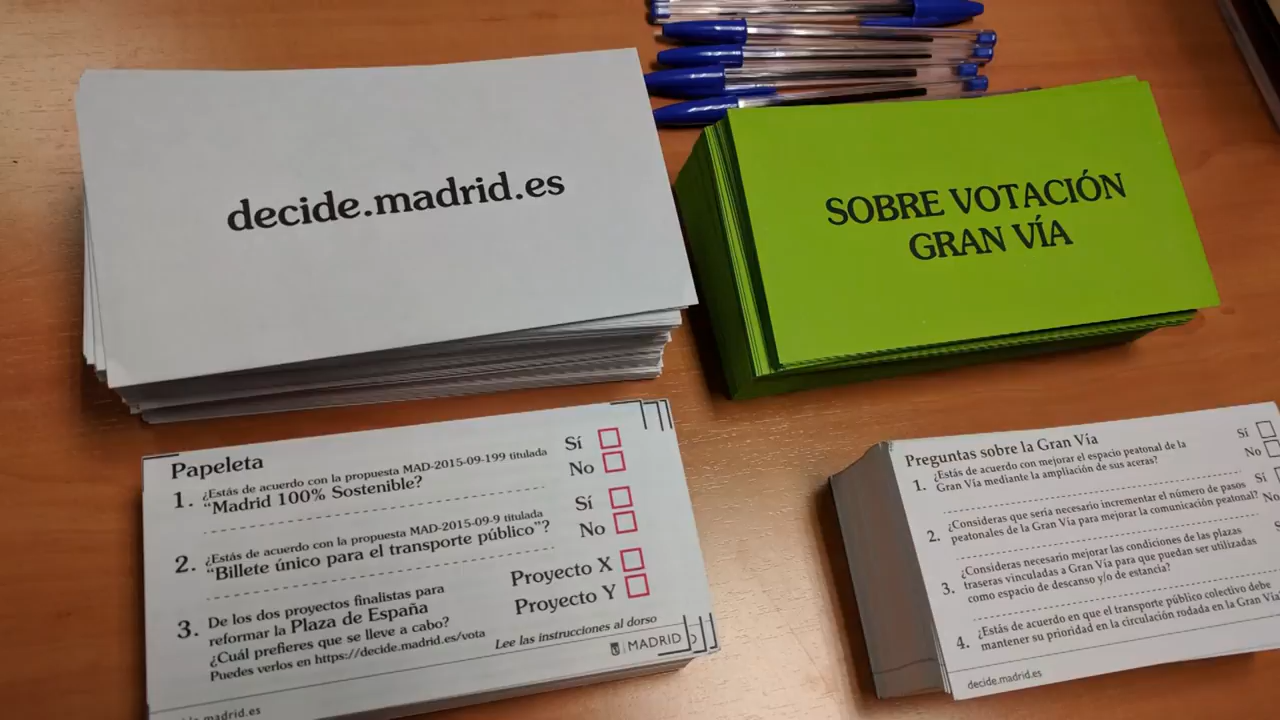 decide.madrid.es
SOBRE VOTACIÓN
GRAN VÍA
Papeleta
1. ¿Estás de acuerdo con la propuesta MAD-2015-09-199 titulada
“Madrid 100% Sostenible?
Sí
No
2. ¿Estás de acuerdo con la propuesta MAD-2015-09-9 titulada
“Billete único para el transporte público”?
Sí
No
3. De los dos proyectos finalistas para
reformar la Plaza de España
¿Cuál prefieres que se lleve a cabo?
Puedes verlos en https://decide.madrid.es/vota
Proyecto X
Proyecto Y
Lee las instrucciones al dorso
MADRID
madrid.es
Preguntas sobre la Gran Vía
1. ¿Estás de acuerdo con mejorar el espacio peatonal de la
Gran Vía mediante la ampliación de sus aceras?
Sí
No
2. ¿Consideras que sería necesario incrementar el número de pasos
peatonales de la Gran Vía para mejorar la comunicación peatonal?
Sí
3. ¿Consideras necesario mejorar las condiciones de las plazas
traseras vinculadas a Gran Vía para que puedan ser utilizadas
como espacio de descanso y/o de estancia?
4. ¿Estás de acuerdo en que el transporte público colectivo debe
mantener su prioridad en la circulación rodada en la Gran Vía
decide.madrid.es